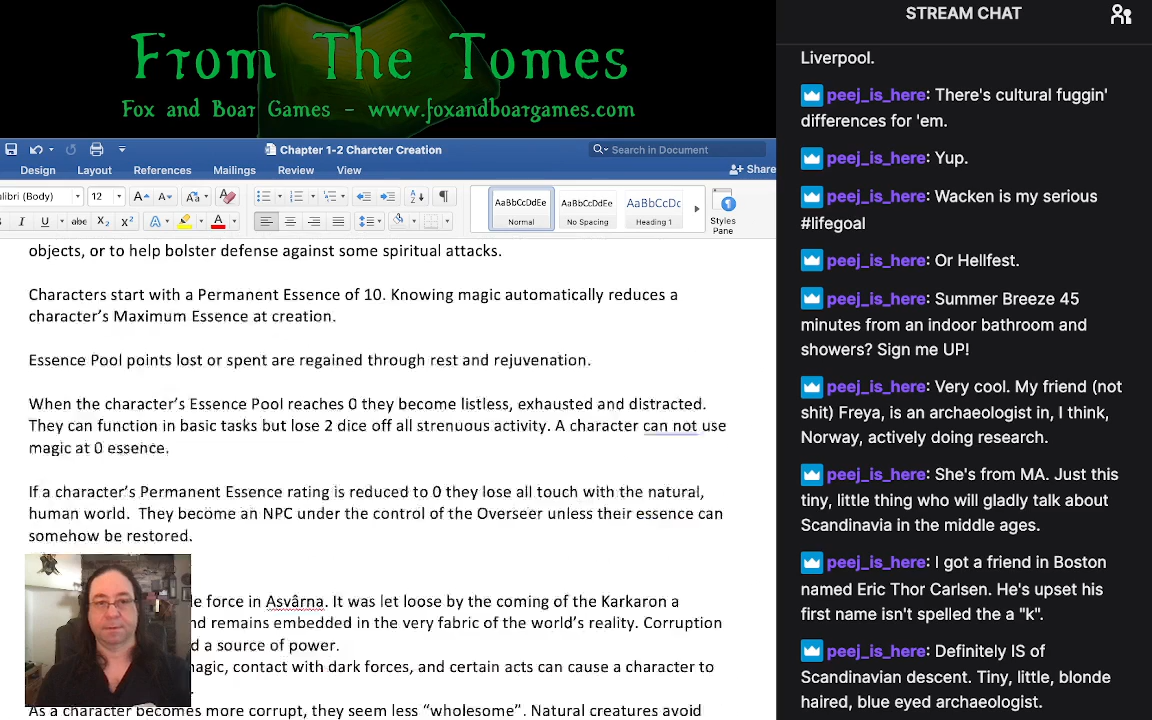 From The Tomes
Fox and Boar Games - www.foxandboargames.com
Chapter 1-2 Charcter Creation
Search in Document
Design Layout References Mailings Review View
Share
alibri (Body) 12
AaBbCcDdEe AaBbCcDdEe AaBbCcDc
Normal No Spacing Heading 1
Styles
Pane
objects, or to help bolster defense against some spiritual attacks.
Characters start with a Permanent Essence of 10. Knowing magic automatically reduces a
character's Maximum Essence at creation.
Essence Pool points lost or spent are regained through rest and rejuvenation.
When the character's Essence Pool reaches 0 they become listless, exhausted and distracted.
They can function in basic tasks but lose 2 dice off all strenuous activity. A character can not use
magic at 0 essence.
If a character's Permanent Essence rating is reduced to 0 they lose all touch with the natural,
human world. They become an NPC under the control of the Overseer unless their essence can
somehow be restored.
force in Asvârna. It was let loose by the coming of the Karkaron a
remains embedded in the very fabric of the world's reality. Corruption
a source of power.
contact with dark forces, and certain acts can cause a character to
As a character becomes more corrupt, they seem less "wholesome". Natural creatures avoid
STREAM CHAT
Liverpool.
peej_is_here: There's cultural fuggin'
differences for 'em.
peej_is_here: Yup.
peej_is_here: Wacken is my serious
#lifegoal
peej_is_here: Or Hellfest.
peej_is_here: Summer Breeze 45
minutes from an indoor bathroom and
showers? Sign me UP!
peej_is_here: Very cool. My friend (not
shit) Freya, is an archaeologist in, I think,
Norway, actively doing research.
peej_is_here: She's from MA. Just this
tiny, little thing who will gladly talk about
Scandinavia in the middle ages.
peej_is_here: I got a friend in Boston
named Eric Thor Carlsen. He's upset his
first name isn't spelled the a "k".
peej_is_here: Definitely IS of
Scandinavian descent. Tiny, little, blonde
haired, blue eyed archaeologist.